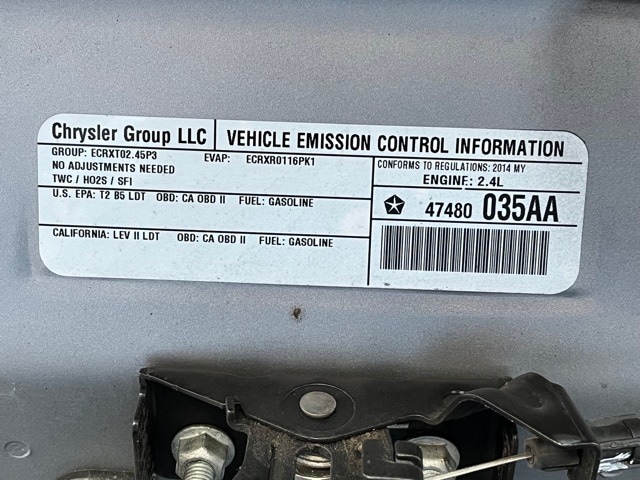 Chrysler Group LLC VEHICLE EMISSION CONTROL INFORMATION
GROUP: ECRXT02.45P3 EVAP: ECRXR0116PK1
NO ADJUSTMENTS NEEDED
TWC / HO2S / SFI
CONFORMS TO REGULATIONS: 2014 MY
ENGINE: 2.4L
U.S. EPA: T2 B5 LDT OBD: CA OBD II FUEL: GASOLINE
47480 035AA
CALIFORNIA: LEV II LDT OBD: CA OBD II FUEL: GASOLINE